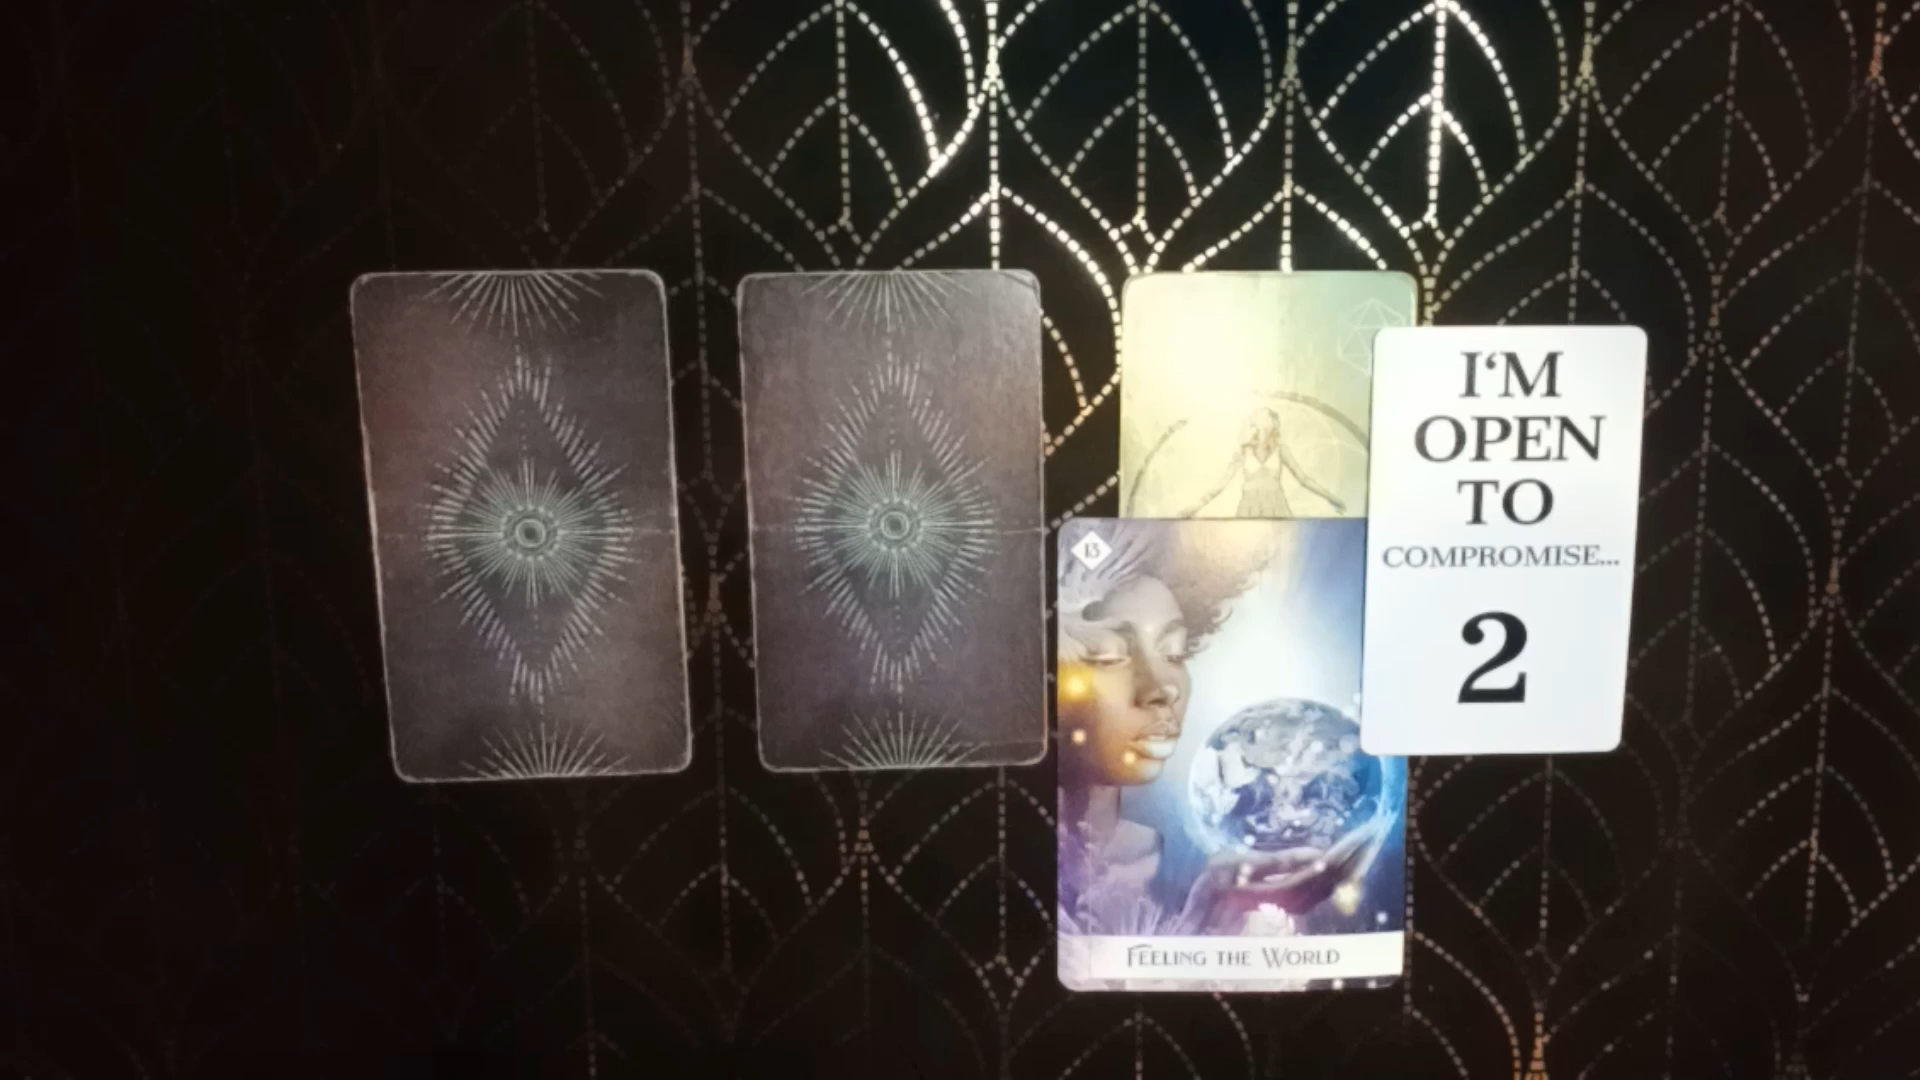 I‘M
OPEN
TO
COMPROMISE...
2
13
FEELING THE WORLD